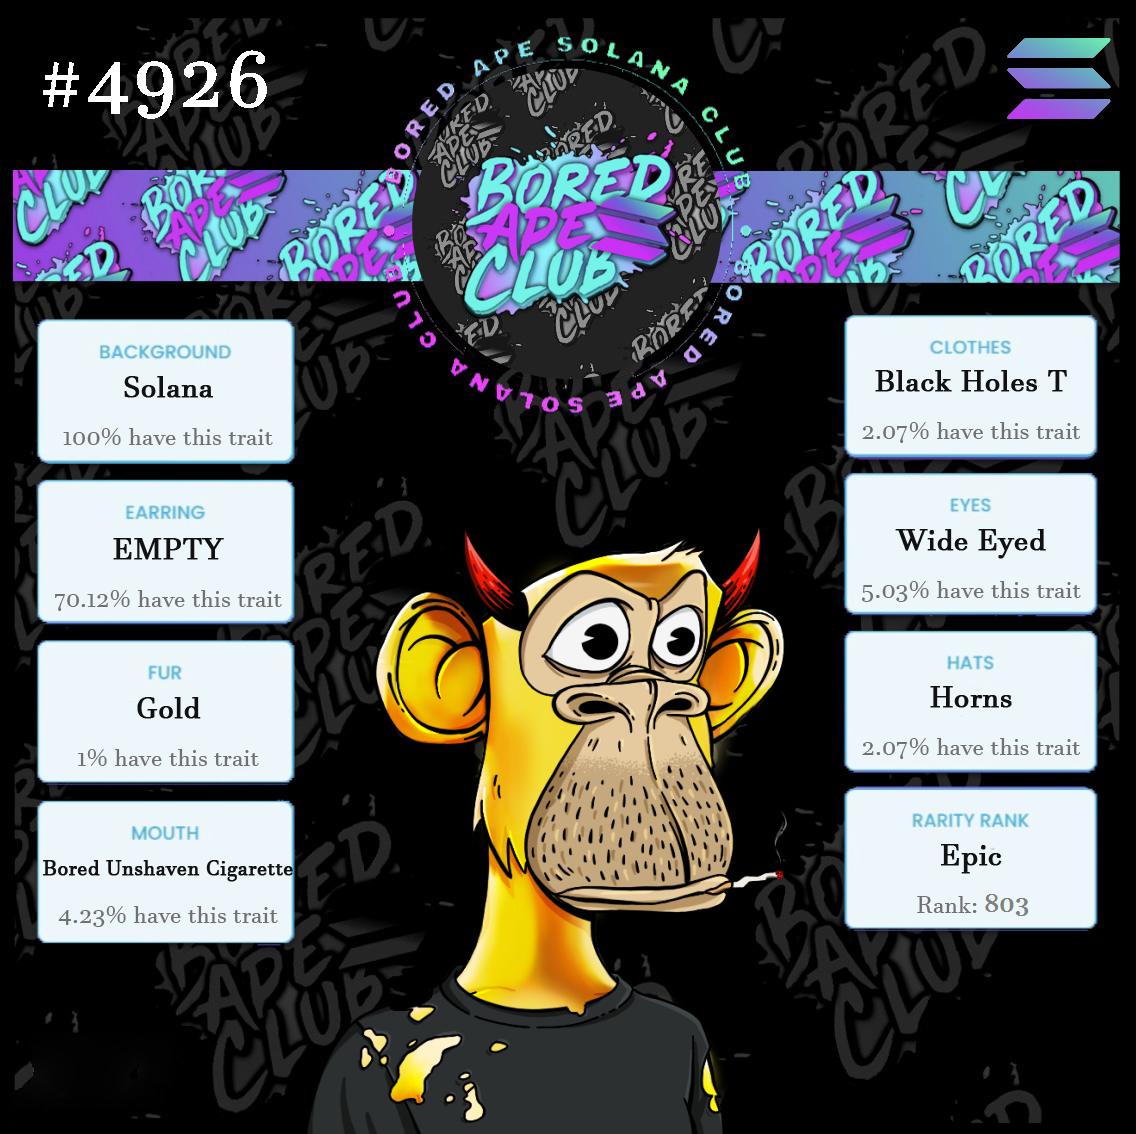 #4926
BORED APE SOLANA CLUB
BORED APE SOLANA CLUB
BORED
APE
CLUB
BACKGROUND
Solana
100% have this trait
EARRING
EMPTY
70.12% have this trait
FUR
Gold
1% have this trait
MOUTH
Bored Unshaven Cigarette
4.23% have this trait
CLOTHES
Black Holes T
2.07% have this trait
EYES
Wide Eyed
5.03% have this trait
HATS
Horns
2.07% have this trait
RARITY RANK
Epic
Rank: 803